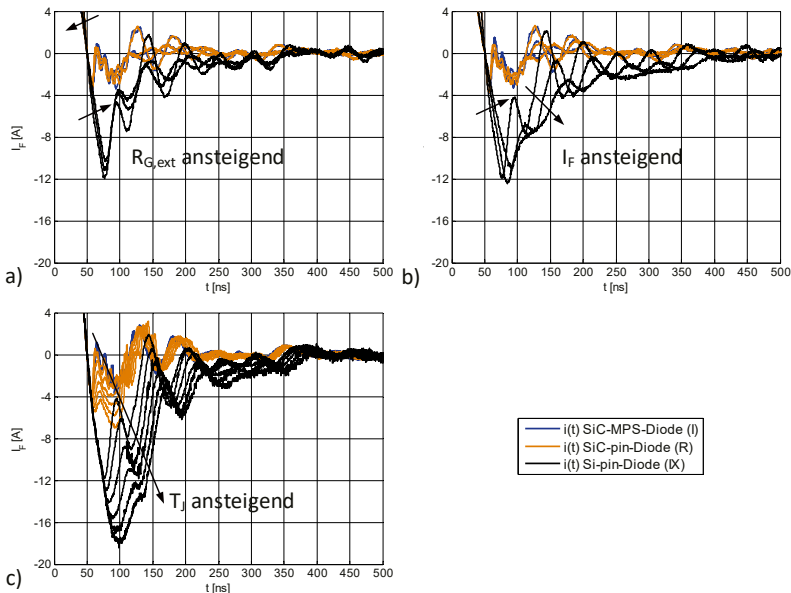 4
0
-4
-8
-12
-16
-20
I_F [A]
R_G,ext ansteigend
0 50 100 150 200 250 300 350 400 450 500
t [ns]
a)
4
0
-4
-8
-12
-16
-20
I_F [A]
I_F ansteigend
0 50 100 150 200 250 300 350 400 450 500
t [ns]
b)
4
0
-4
-8
-12
-16
-20
I_F [A]
T_J ansteigend
0 50 100 150 200 250 300 350 400 450 500
t [ns]
c)
i(t) SiC-MPS-Diode (I)
i(t) SiC-pin-Diode (R)
i(t) Si-pin-Diode (IX)